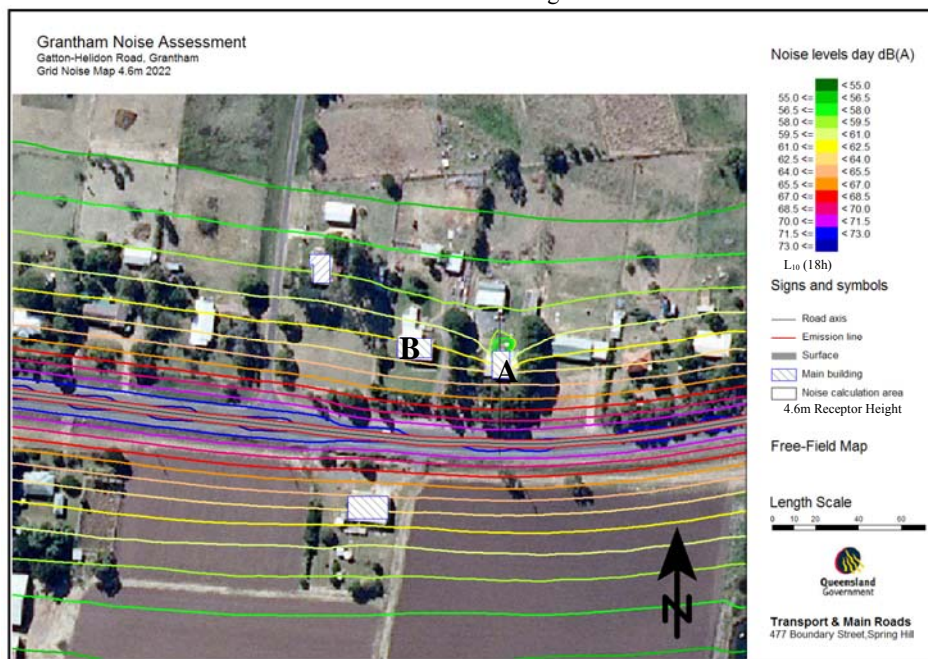 Grantham Noise Assessment
Gatton-Helidon Road, Grantham
Grid Noise Map 4.6m 2022
Noise levels day dB(A)
< 55.0
55.0 <= < 56.5
56.5 <= < 58.0
58.0 <= < 59.5
59.5 <= < 61.0
61.0 <= < 62.5
62.5 <= < 64.0
64.0 <= < 65.5
65.5 <= < 67.0
67.0 <= < 68.5
68.5 <= < 70.0
70.0 <= < 71.5
71.5 <= < 73.0
73.0 <=
L10 (18h)
Signs and symbols
Road axis
Emission line
Surface
Main building
Noise calculation area
4.6m Receptor Height
Free-Field Map
Length Scale
0 10 20 40 60
Queensland
Government
Transport & Main Roads
477 Boundary Street,Spring Hill
B
A
N